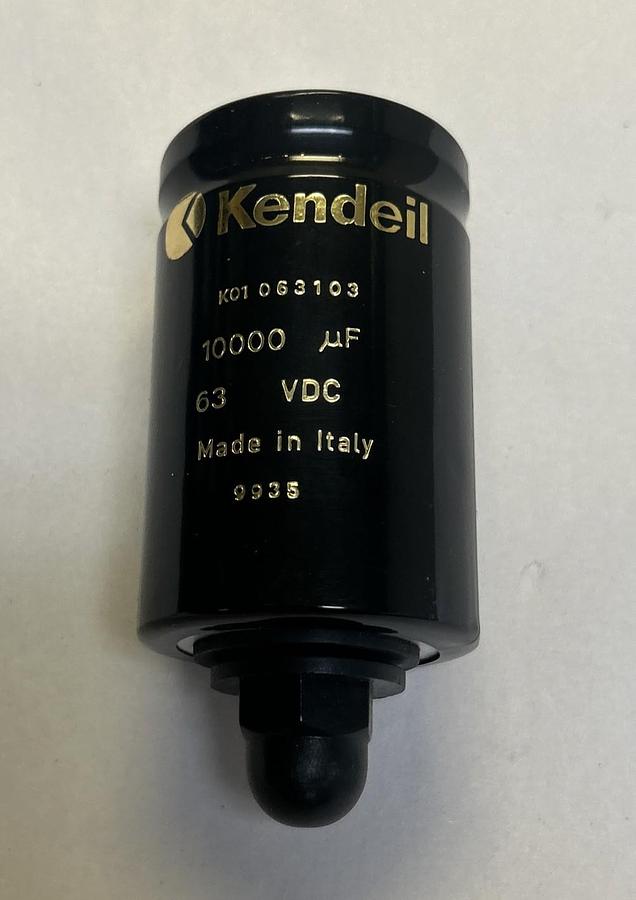 Kendeil
K01 063103
10000 µF
63 VDC
Made in Italy
9935